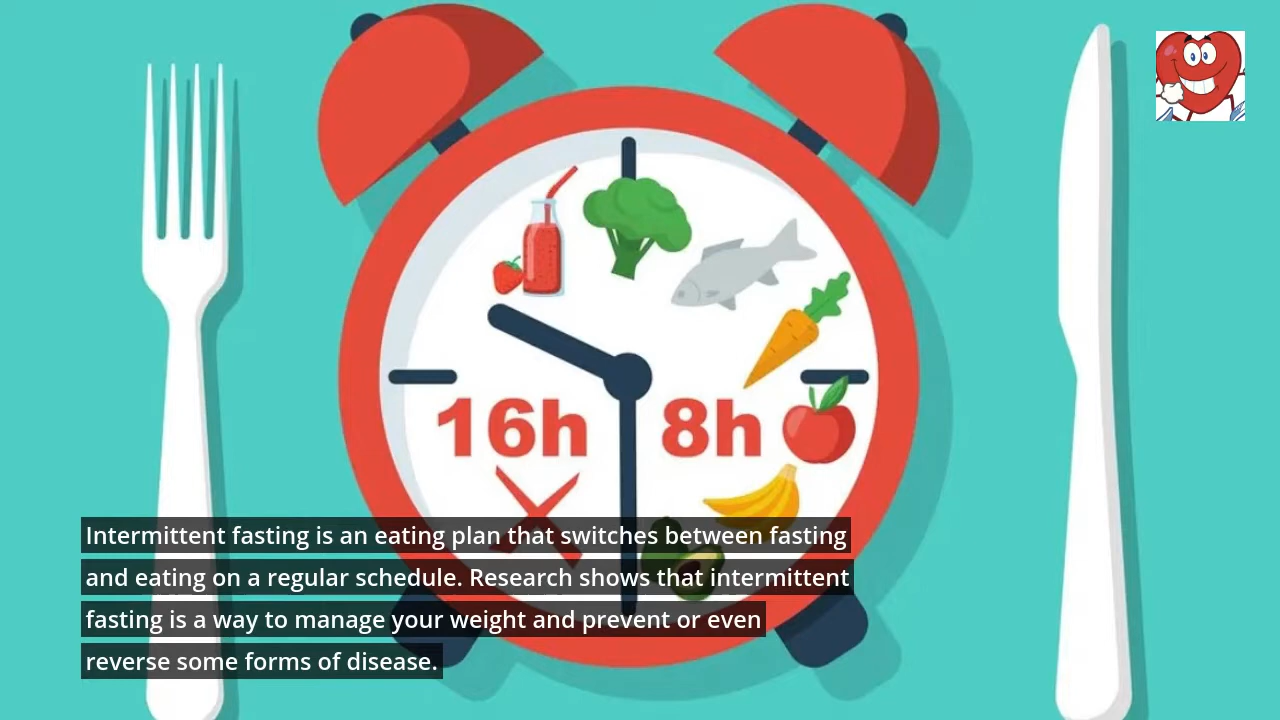 16h 8h
Intermittent fasting is an eating plan that switches between fasting
and eating on a regular schedule. Research shows that intermittent
fasting is a way to manage your weight and prevent or even
reverse some forms of disease.